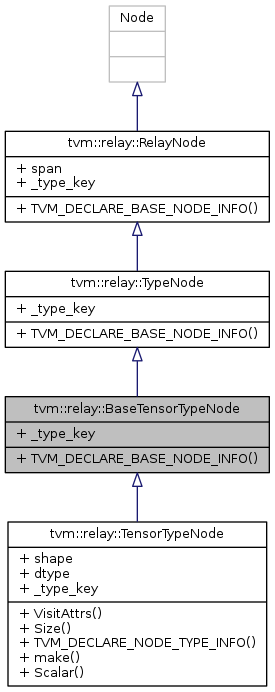 Node
tvm::relay::RelayNode
+ span
+ _type_key
+ TVM_DECLARE_BASE_NODE_INFO()
tvm::relay::TypeNode
+ _type_key
+ TVM_DECLARE_BASE_NODE_INFO()
tvm::relay::BaseTensorTypeNode
+ _type_key
+ TVM_DECLARE_BASE_NODE_INFO()
tvm::relay::TensorTypeNode
+ shape
+ dtype
+ _type_key
+ VisitAttrs()
+ Size()
+ TVM_DECLARE_NODE_TYPE_INFO()
+ make()
+ Scalar()